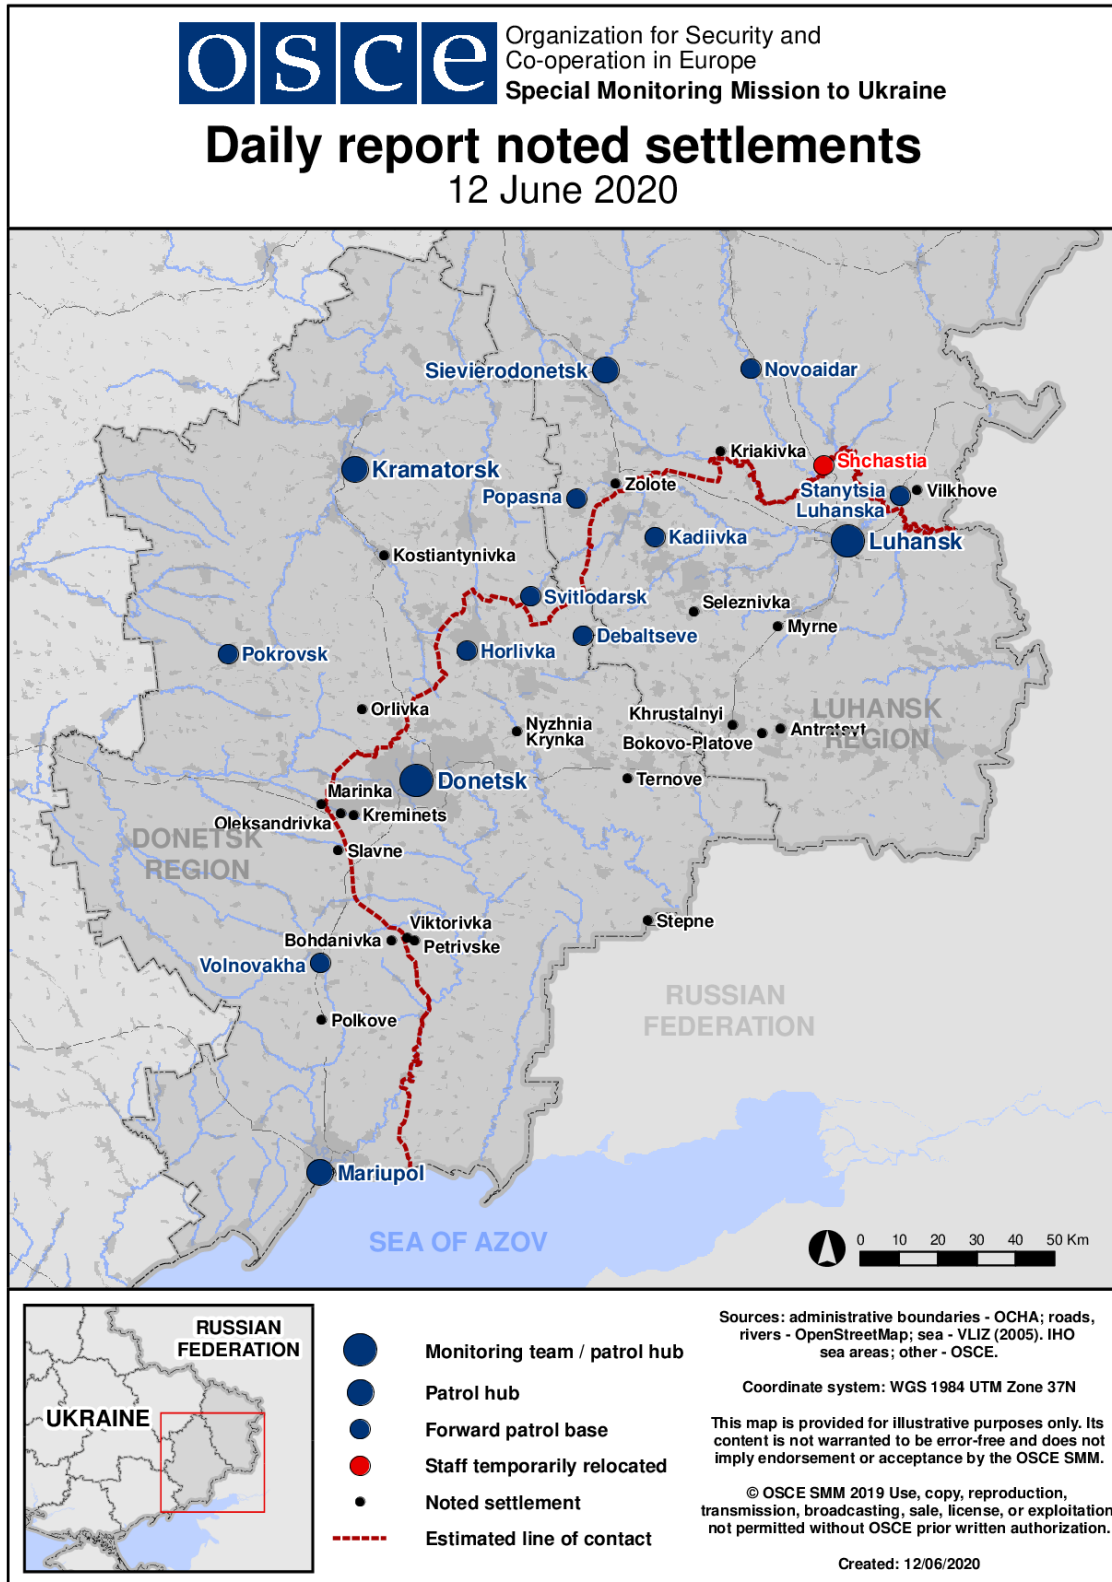 osce
Organization for Security and
Co-operation in Europe
Special Monitoring Mission to Ukraine
Daily report noted settlements
12 June 2020
Sievierodonetsk
Novoaidar
Kriakivka
Shchastia
Kramatorsk
Zolote
Popasna
Stanytsia
Luhanska
Vilkhove
Kadiivka
Luhansk
Kostiantynivka
Svitlodarsk
Seleznivka
Debaltseve
Myrne
Horlivka
Pokrovsk
Orlivka
Nyzhnia
Krynka
Khrustalnyi
LUHANSK
REGION
Antratsyt
Bokovo-Platove
Donetsk
Ternove
Marinka
Oleksandrivka
Kreminets
DONETSK
REGION
Slavne
Viktorivka
Stepne
Bohdanivka
Petrivske
Volnovakha
RUSSIAN
FEDERATION
Polkove
Mariupol
SEA OF AZOV
0 10 20 30 40 50 Km
RUSSIAN
FEDERATION
UKRAINE
Monitoring team / patrol hub
Patrol hub
Forward patrol base
Staff temporarily relocated
Noted settlement
Estimated line of contact
Sources: administrative boundaries - OCHA; roads,
rivers - OpenStreetMap; sea - VLIZ (2005). IHO
sea areas; other - OSCE.
Coordinate system: WGS 1984 UTM Zone 37N
This map is provided for illustrative purposes only. Its
content is not warranted to be error-free and does not
imply endorsement or acceptance by the OSCE SMM.
© OSCE SMM 2019 Use, copy, reproduction,
transmission, broadcasting, sale, license, or exploitation
not permitted without OSCE prior written authorization.
Created: 12/06/2020